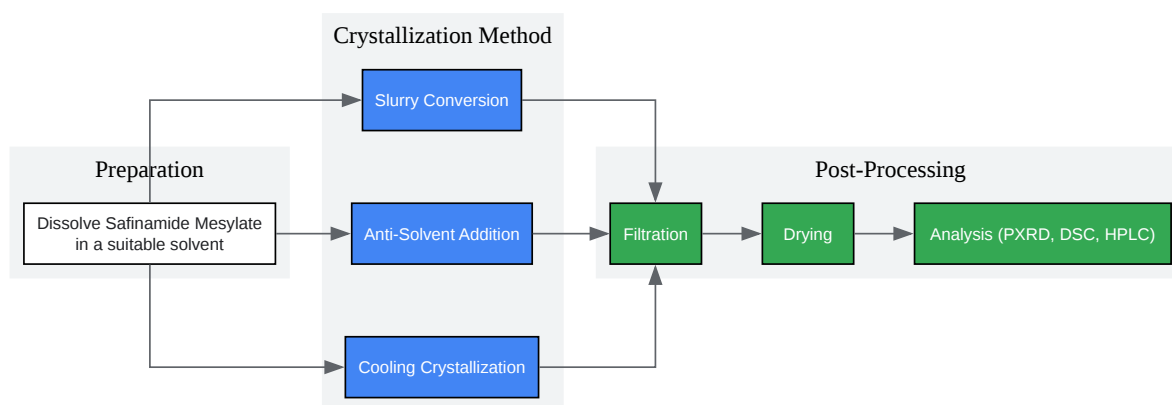 Crystallization Method
Slurry Conversion
Preparation
Post-Processing
Dissolve Safinamide Mesylate
in a suitable solvent
Anti-Solvent Addition
Filtration
Drying
Analysis (PXRD, DSC, HPLC)
Cooling Crystallization